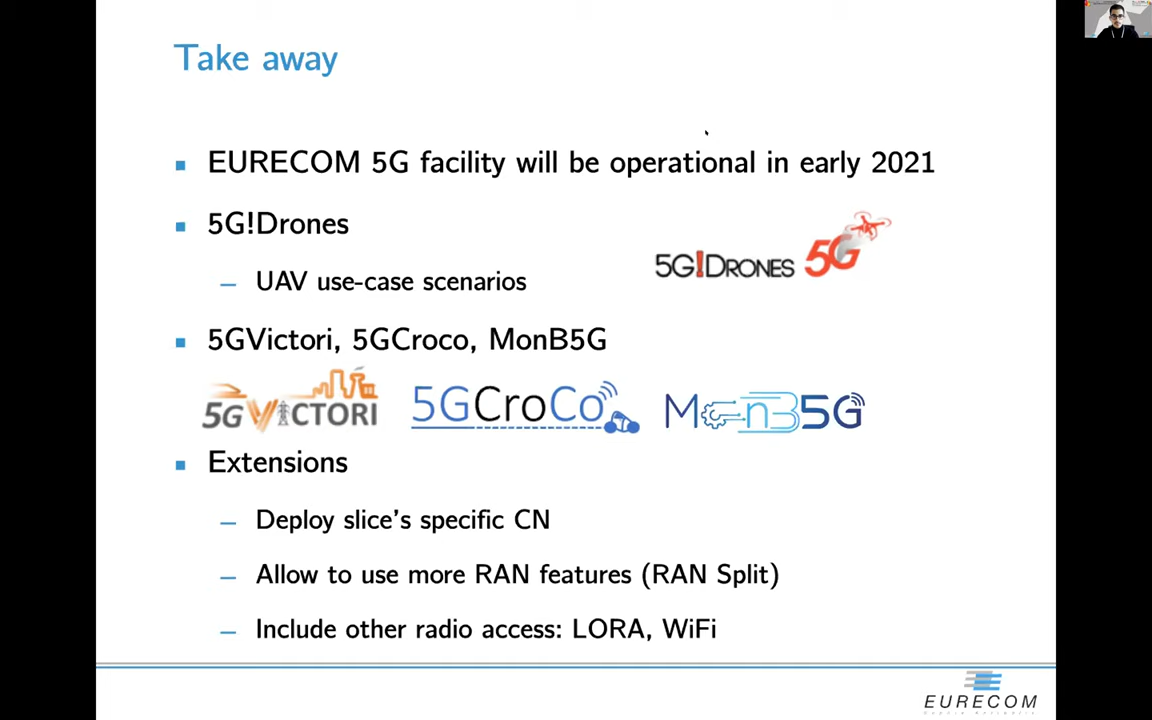 Take away
EURECOM 5G facility will be operational in early 2021
5G!Drones
5G!DRONES 5G
– UAV use-case scenarios
5GVictori, 5GCroco, MonB5G
5G VICTORI 5GCroCo MonB5G
Extensions
– Deploy slice's specific CN
– Allow to use more RAN features (RAN Split)
– Include other radio access: LORA, WiFi
EURECOM